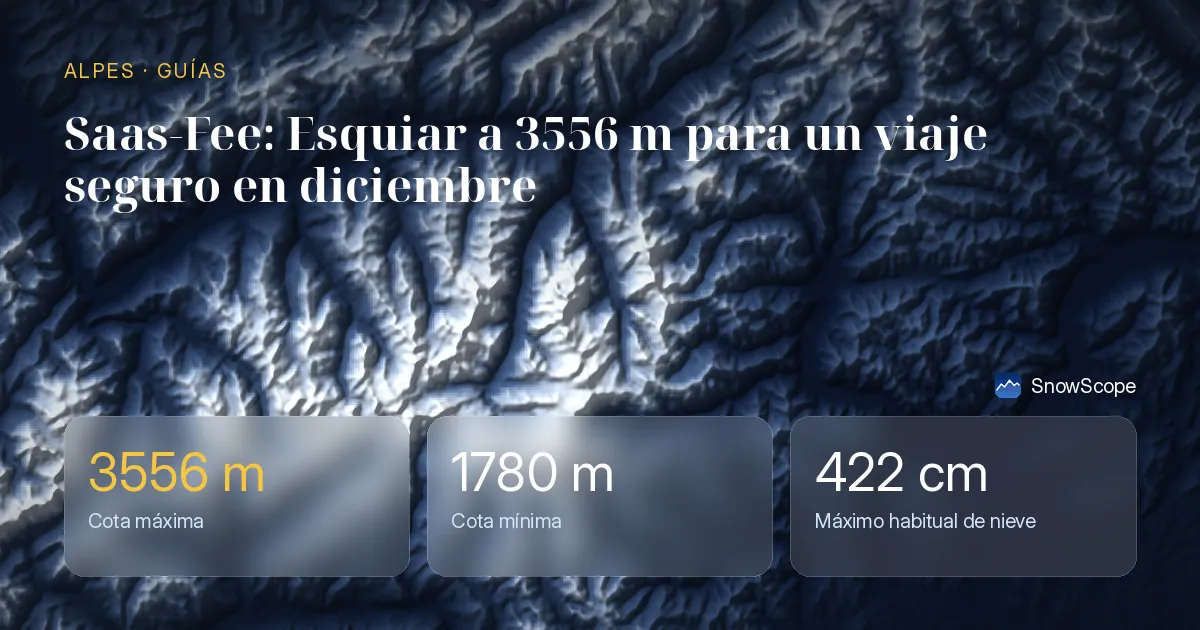 ALPES · GUÍAS
Saas-Fee: Esquiar a 3556 m para un viaje
seguro en diciembre
SnowScope
3556 m
Cota máxima
1780 m
Cota mínima
422 cm
Máximo habitual de nieve